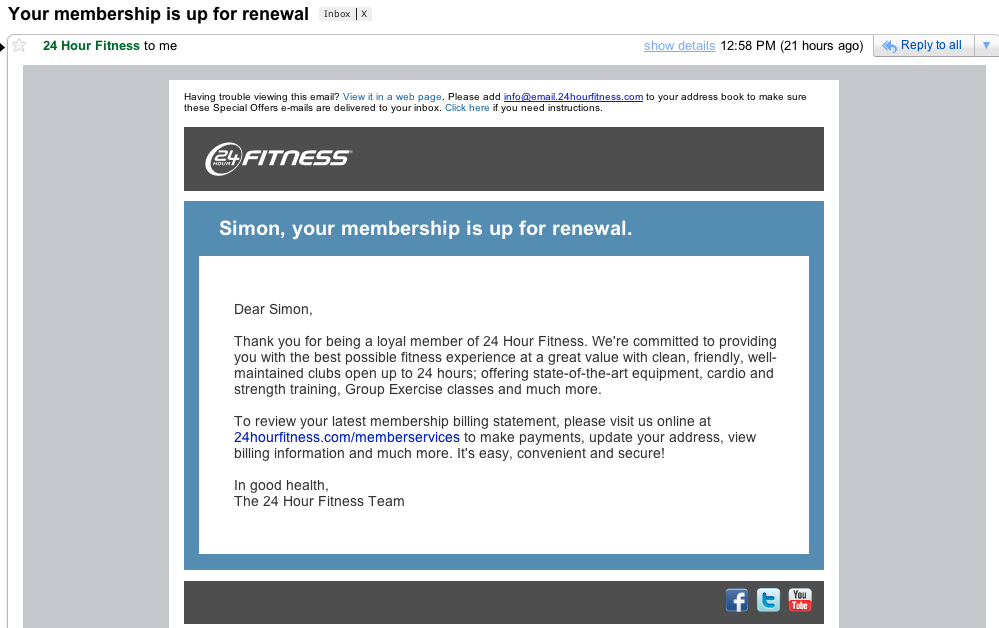 Your membership is up for renewal Inbox | X
24 Hour Fitness to me show details 12:58 PM (21 hours ago) Reply to all
Having trouble viewing this email? View it in a web page. Please add info@email.24hourfitness.com to your address book to make sure
these Special Offers e-mails are delivered to your inbox. Click here if you need instructions.
24 HOUR FITNESS
Simon, your membership is up for renewal.
Dear Simon,
Thank you for being a loyal member of 24 Hour Fitness. We're committed to providing
you with the best possible fitness experience at a great value with clean, friendly, well-
maintained clubs open up to 24 hours; offering state-of-the-art equipment, cardio and
strength training, Group Exercise classes and much more.
To review your latest membership billing statement, please visit us online at
24hourfitness.com/memberservices to make payments, update your address, view
billing information and much more. It's easy, convenient and secure!
In good health,
The 24 Hour Fitness Team
You
Tube